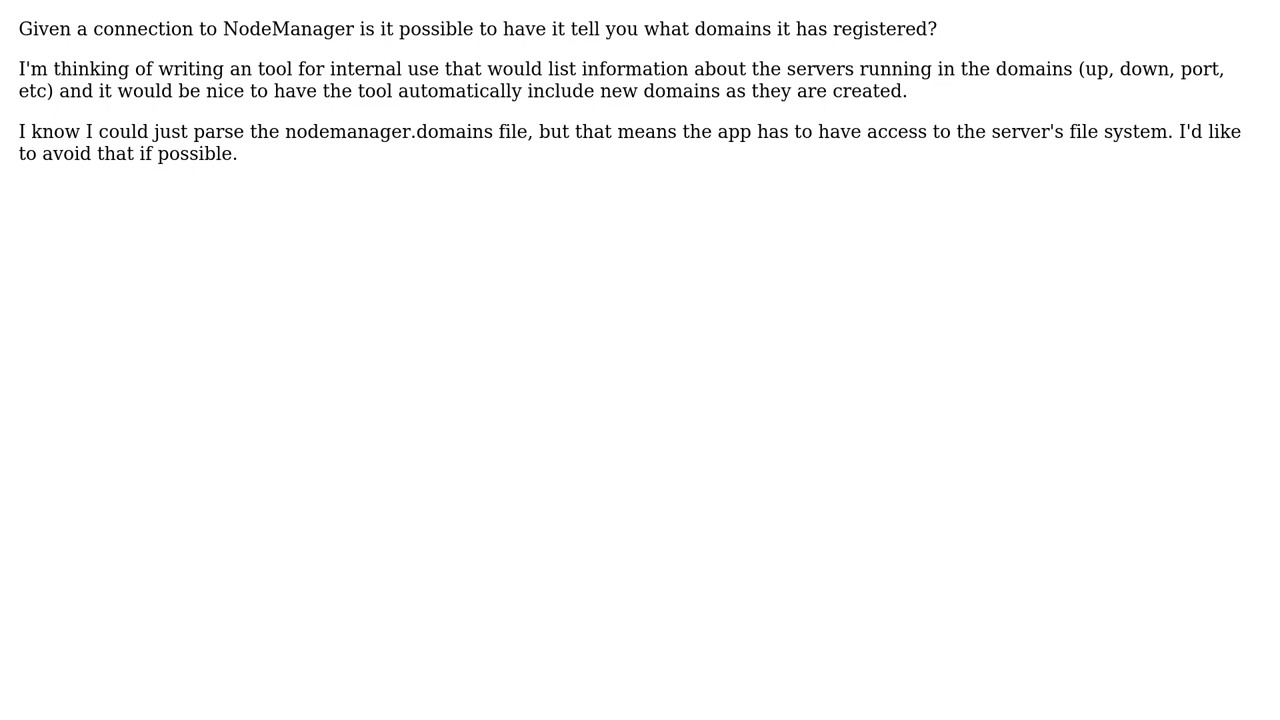 Given a connection to NodeManager is it possible to have it tell you what domains it has registered?
I'm thinking of writing an tool for internal use that would list information about the servers running in the domains (up, down, port,
etc) and it would be nice to have the tool automatically include new domains as they are created.
I know I could just parse the nodemanager.domains file, but that means the app has to have access to the server's file system. I'd like
to avoid that if possible.